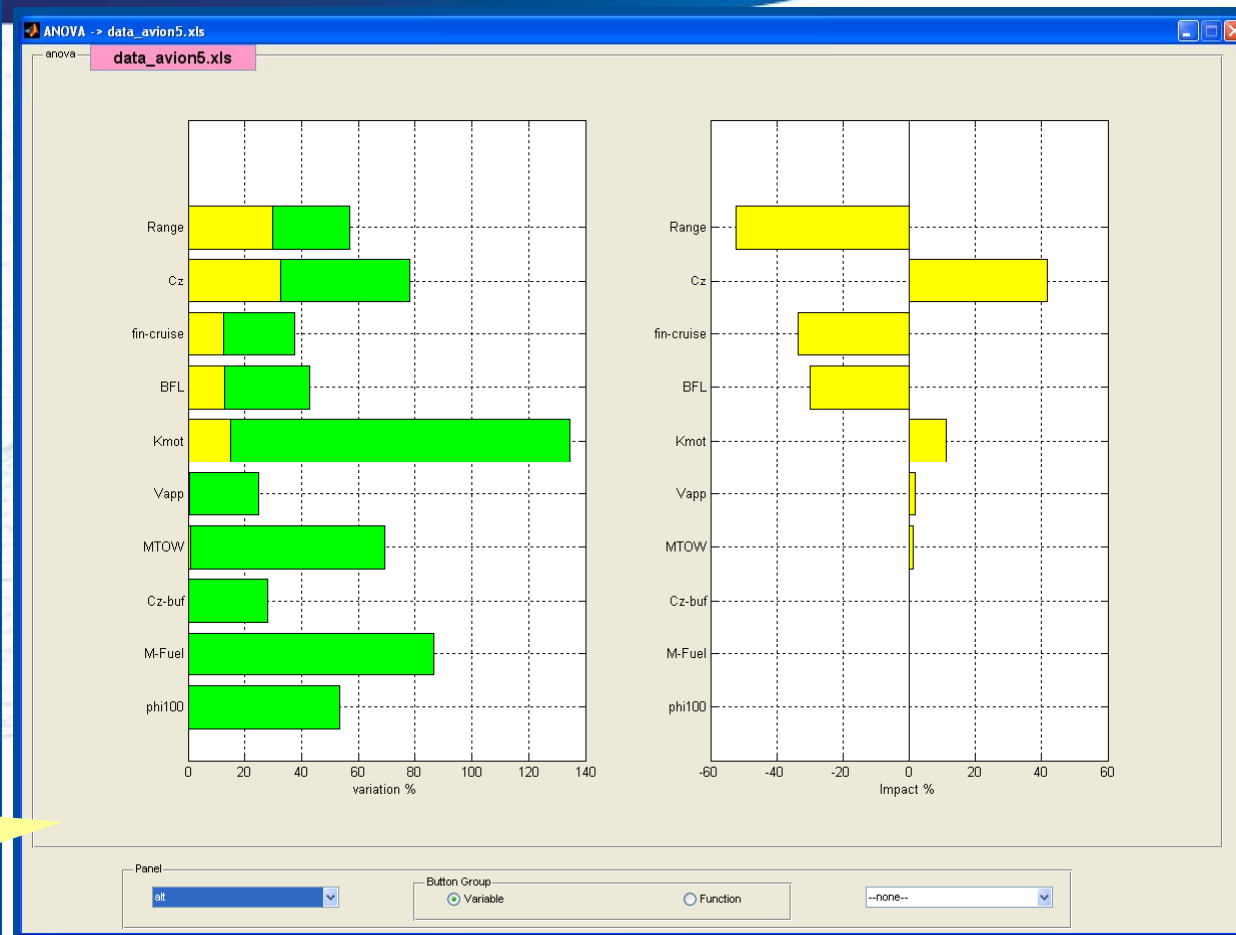 ANOVA -> data_avion5.xls
anova
data_avion5.xls
Range
Cz
fin-cruise
BFL
Kmot
Vapp
MTOW
Cz-buf
M-Fuel
phi100
0 20 40 60 80 100 120 140
variation %
Range
Cz
fin-cruise
BFL
Kmot
Vapp
MTOW
Cz-buf
M-Fuel
phi100
-60 -40 -20 0 20 40 60
Impact %
Panel
alt
Button Group
Variable Function
--none--